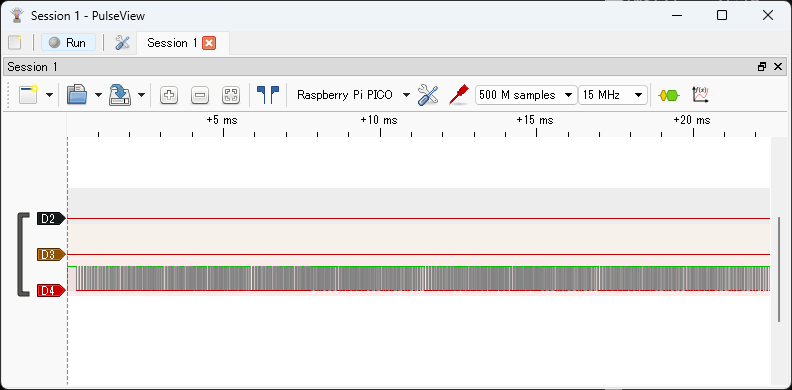 Session 1 - PulseView
Run
Session 1
Session 1
Raspberry Pi PICO
500 M samples
15 MHz
f(x):
+5 ms
+10 ms
+15 ms
+20 ms
D2
D3
D4